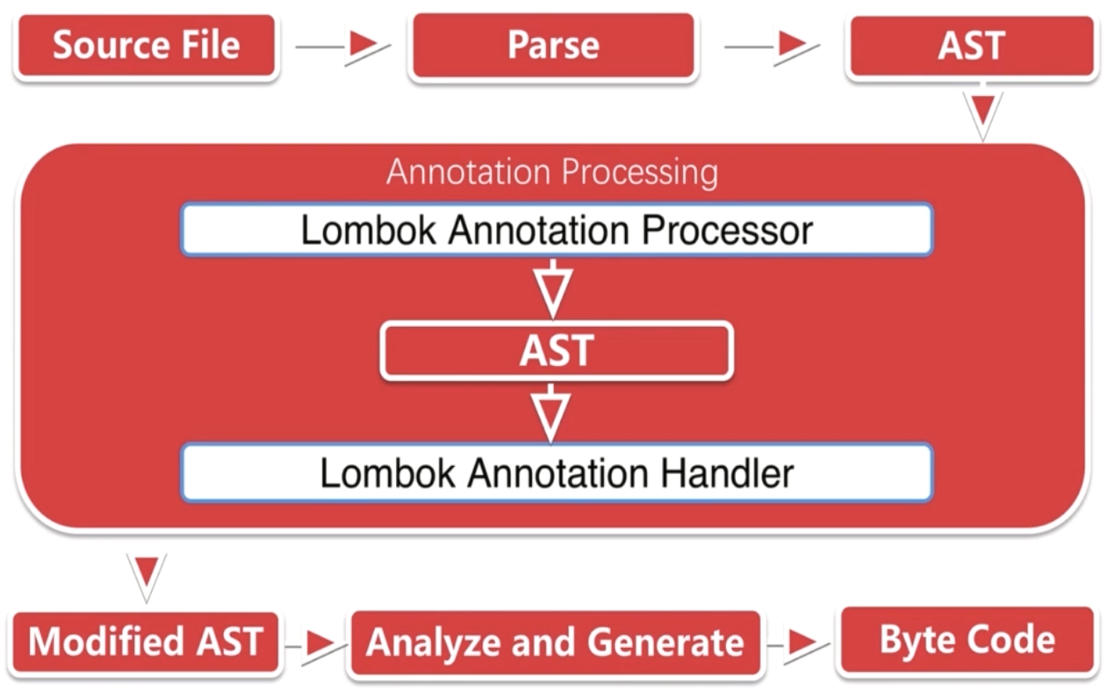 Source File
Parse
AST
Annotation Processing
Lombok Annotation Processor
AST
Lombok Annotation Handler
Modified AST
Analyze and Generate
Byte Code